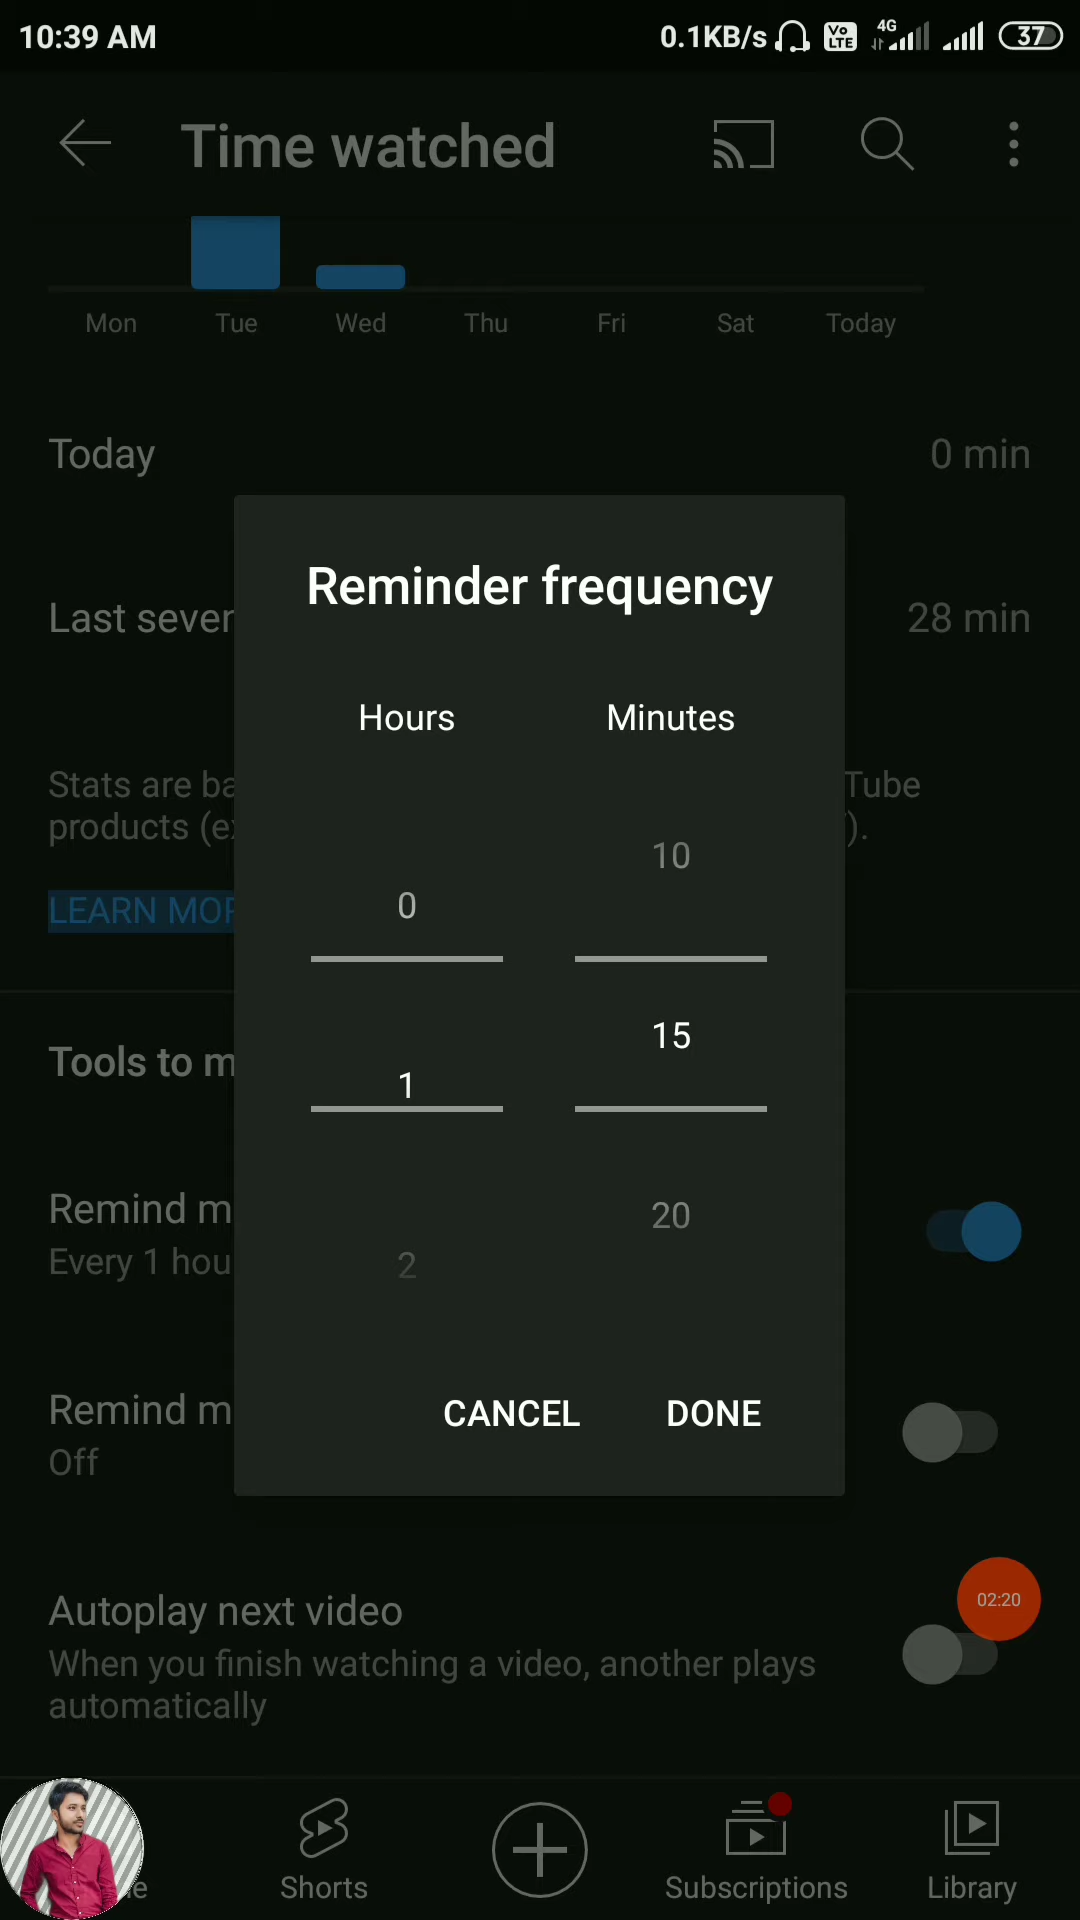 10:39 AM
0.1KB/s Vo LTE 4G 37
Time watched
Mon Tue Wed Thu Fri Sat Today
Today 0 min
Reminder frequency
Last seven 28 min
Hours Minutes
Stats are ba Tube
products (ex ).
10
0
LEARN MOR
15
Tools to m
1
Remind m
20
Every 1 hou
2
Remind m
CANCEL DONE
Off
Autoplay next video
02:20
When you finish watching a video, another plays
automatically
Shorts
Subscriptions
Library